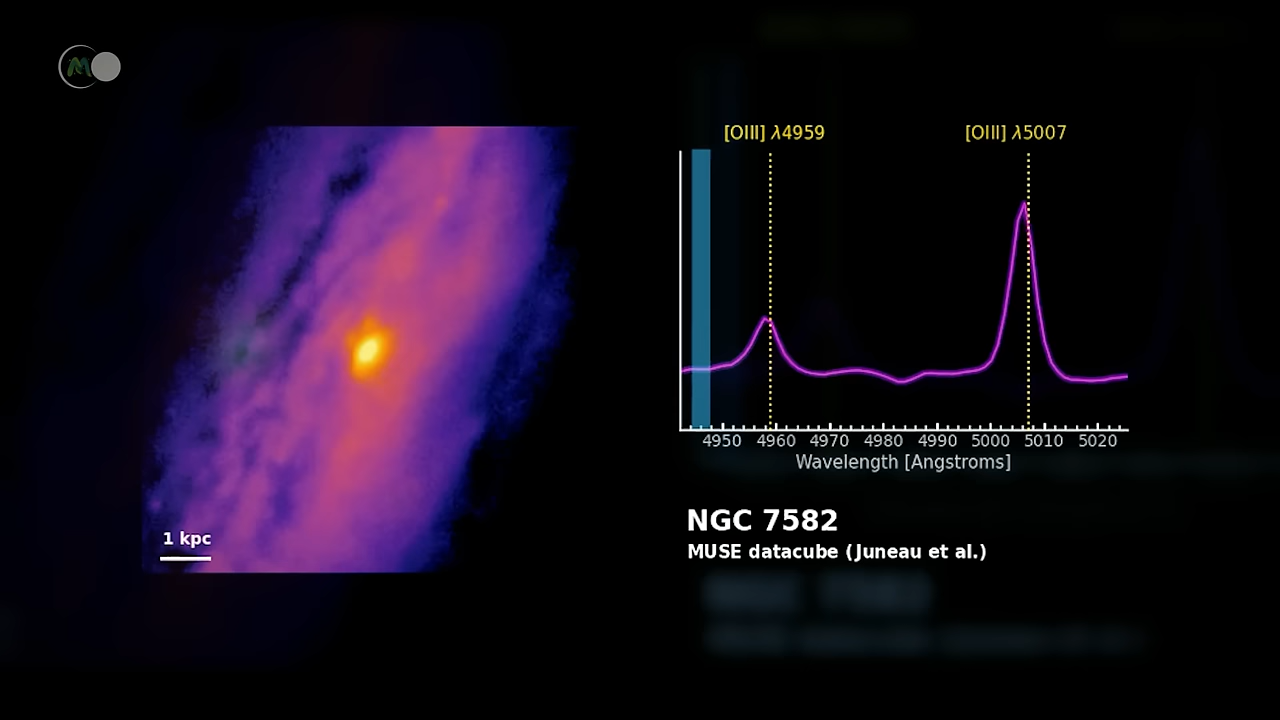 M
[OIII] λ4959
[OIII] λ5007
4950 4960 4970 4980 4990 5000 5010 5020
Wavelength [Angstroms]
1 kpc
NGC 7582
MUSE datacube (Juneau et al.)